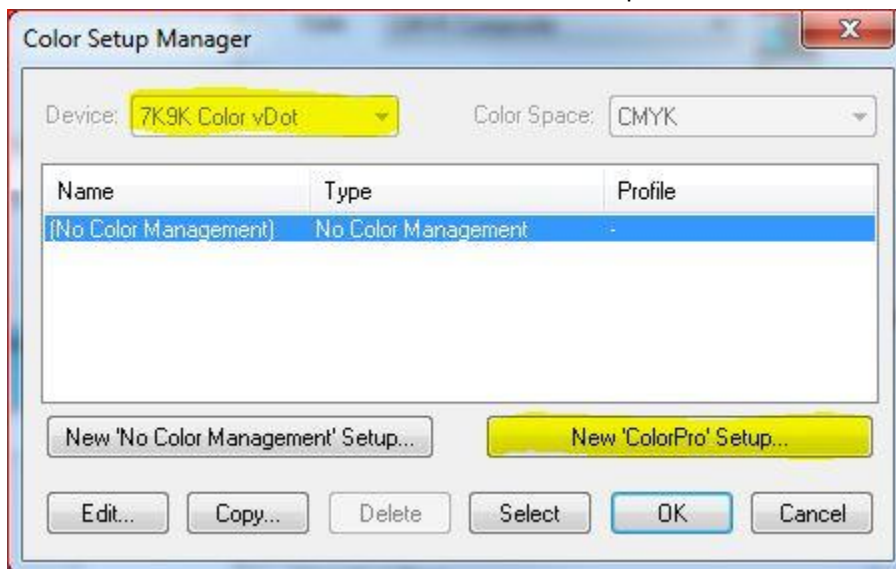 Color Setup Manager
Device: 7K9K Color vDot Color Space: CMYK
Name Type Profile
(No Color Management) No Color Management -
New 'No Color Management' Setup... New 'ColorPro' Setup...
Edit... Copy... Delete Select OK Cancel